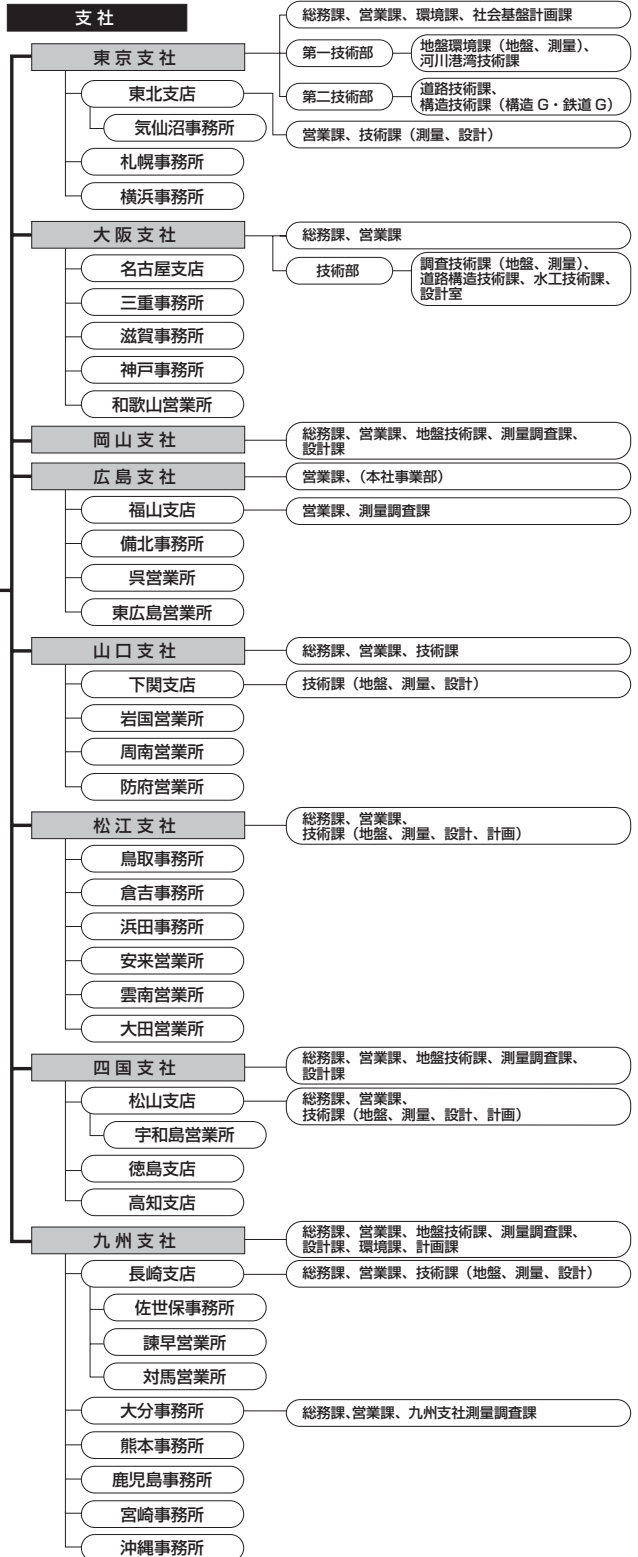 支社
総務課、営業課、環境課、社会基盤計画課
東京支社
第一技術部
地盤環境課（地盤、測量）、
河川港湾技術課
東北支店
第二技術部
道路技術課、
構造技術課（構造 G・鉄道 G）
気仙沼事務所
営業課、技術課（測量、設計）
札幌事務所
横浜事務所
大阪支社
総務課、営業課
名古屋支店
技術部
調査技術課（地盤、測量）、
道路構造技術課、水工技術課、
設計室
三重事務所
滋賀事務所
神戸事務所
和歌山営業所
岡山支社
総務課、営業課、地盤技術課、測量調査課、
設計課
広島支社
営業課、（本社事業部）
福山支店
営業課、測量調査課
備北事務所
呉営業所
東広島営業所
山口支社
総務課、営業課、技術課
下関支店
技術課（地盤、測量、設計）
岩国営業所
周南営業所
防府営業所
松江支社
総務課、営業課、
技術課（地盤、測量、設計、計画）
鳥取事務所
倉吉事務所
浜田事務所
安来営業所
雲南営業所
大田営業所
四国支社
総務課、営業課、地盤技術課、測量調査課、
設計課
松山支店
総務課、営業課、
技術課（地盤、測量、設計、計画）
宇和島営業所
徳島支店
高知支店
九州支社
総務課、営業課、地盤技術課、測量調査課、
設計課、環境課、計画課
長崎支店
総務課、営業課、技術課（地盤、測量、設計）
佐世保事務所
諫早営業所
対馬営業所
大分事務所
総務課、営業課、九州支社測量調査課
熊本事務所
鹿児島事務所
宮崎事務所
沖縄事務所